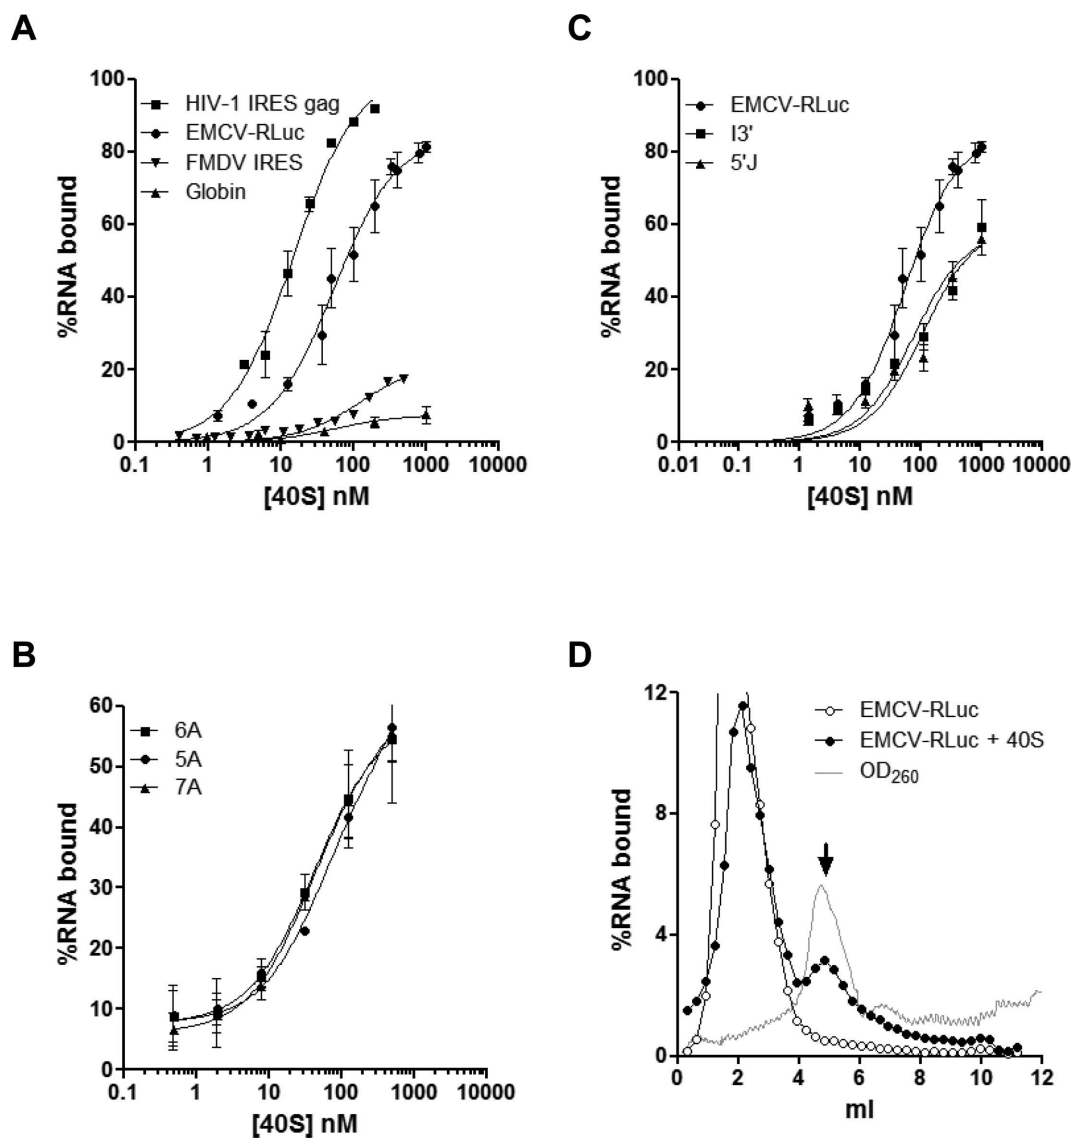 A
100
80
60
40
20
0
%RNA bound
HIV-1 IRES gag
EMCV-RLuc
FMDV IRES
Globin
0.1 1 10 100 1000 10000
[40S] nM
C
100
80
60
40
20
0
%RNA bound
EMCV-RLuc
I3'
5'J
0.01 0.1 1 10 100 1000 10000
[40S] nM
B
60
50
40
30
20
10
0
%RNA bound
6A
5A
7A
0.1 1 10 100 1000 10000
[40S] nM
D
12
8
4
0
%RNA bound
EMCV-RLuc
EMCV-RLuc + 40S
OD260
0 2 4 6 8 10 12
ml